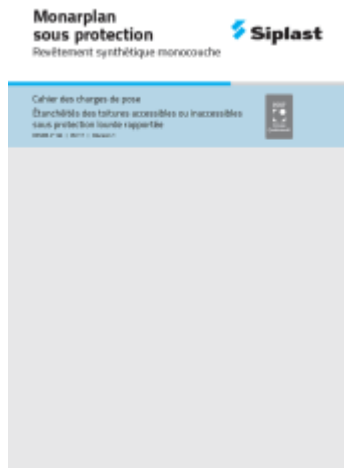 Monarplan
sous protection
Revêtement synthétique monocouche
Siplast
Cahier des charges de pose
Étanchéités des toitures accessibles ou inaccessibles
sous protection lourde rapportée